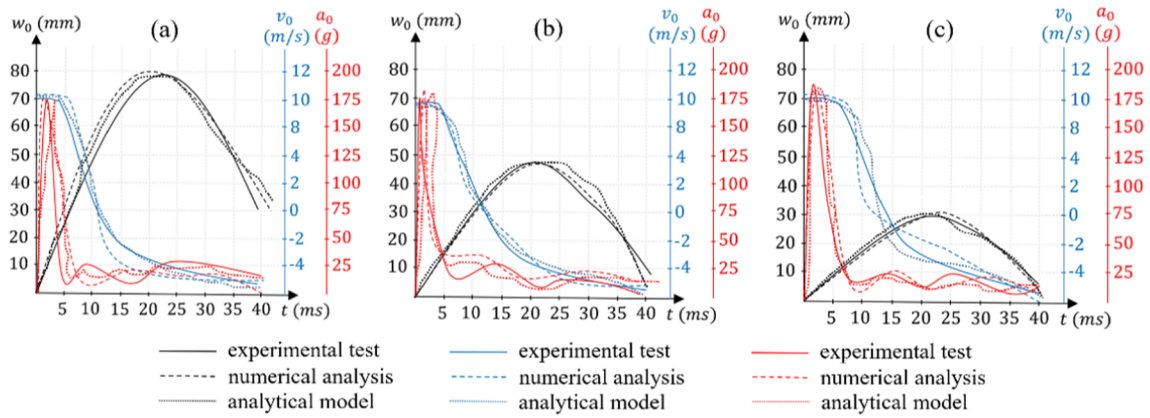 w₀ (mm) (a) v₀ a₀
(m/s) (g)
80 12 200
70 10 175
60 8 150
50 4 125
40 2 100
30 0 75
20 -2 50
10 -4 25
5 10 15 20 25 30 35 40 t (ms)
w₀ (mm) (b) v₀ a₀
(m/s) (g)
80 12 200
70 10 175
60 8 150
50 4 125
40 2 100
30 0 75
20 -2 50
10 -4 25
5 10 15 20 25 30 35 40 t (ms)
w₀ (mm) (c) v₀ a₀
(m/s) (g)
80 12 200
70 10 175
60 8 150
50 4 125
40 2 100
30 0 75
20 -2 50
10 -4 25
5 10 15 20 25 30 35 40 t (ms)
experimental test experimental test experimental test
numerical analysis numerical analysis numerical analysis
analytical model analytical model analytical model